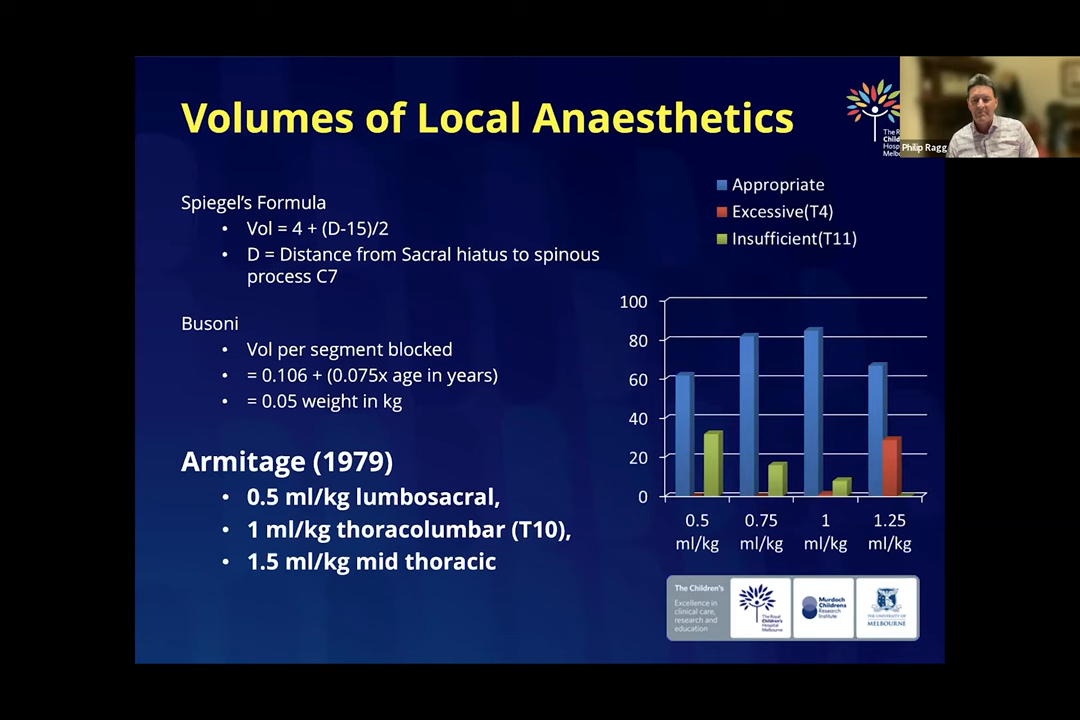 Volumes of Local Anaesthetics
Philip Ragg
Spiegel's Formula
• Vol = 4 + (D-15)/2
• D = Distance from Sacral hiatus to spinous
process C7
Busoni
• Vol per segment blocked
• = 0.106 + (0.075x age in years)
• = 0.05 weight in kg
Armitage (1979)
• 0.5 ml/kg lumbosacral,
• 1 ml/kg thoracolumbar (T10),
• 1.5 ml/kg mid thoracic
Appropriate
Excessive(T4)
Insufficient(T11)
100
80
60
40
20
0
0.5
ml/kg
0.75
ml/kg
1
ml/kg
1.25
ml/kg
The Children's
Excellence in
clinical care,
research and
education
The Royal
Children's
Hospital
Melbourne
Murdoch
Childrens
Research
Institute
THE UNIVERSITY OF
MELBOURNE